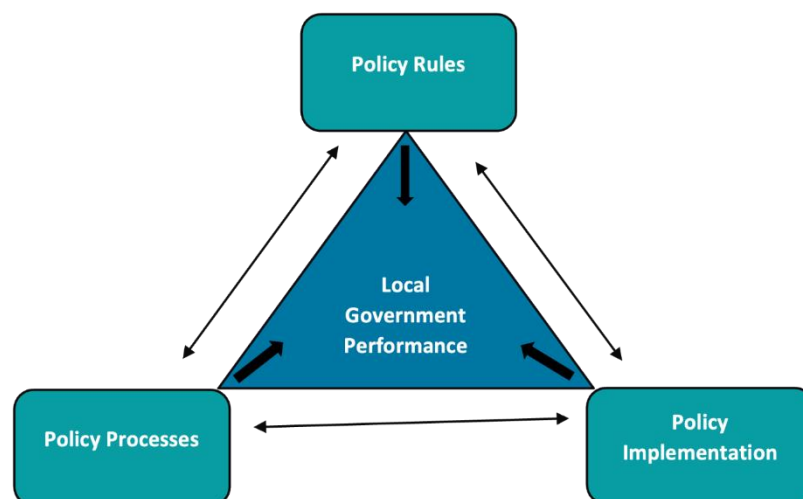 Policy Rules
Local
Government
Performance
Policy Processes
Policy
Implementation